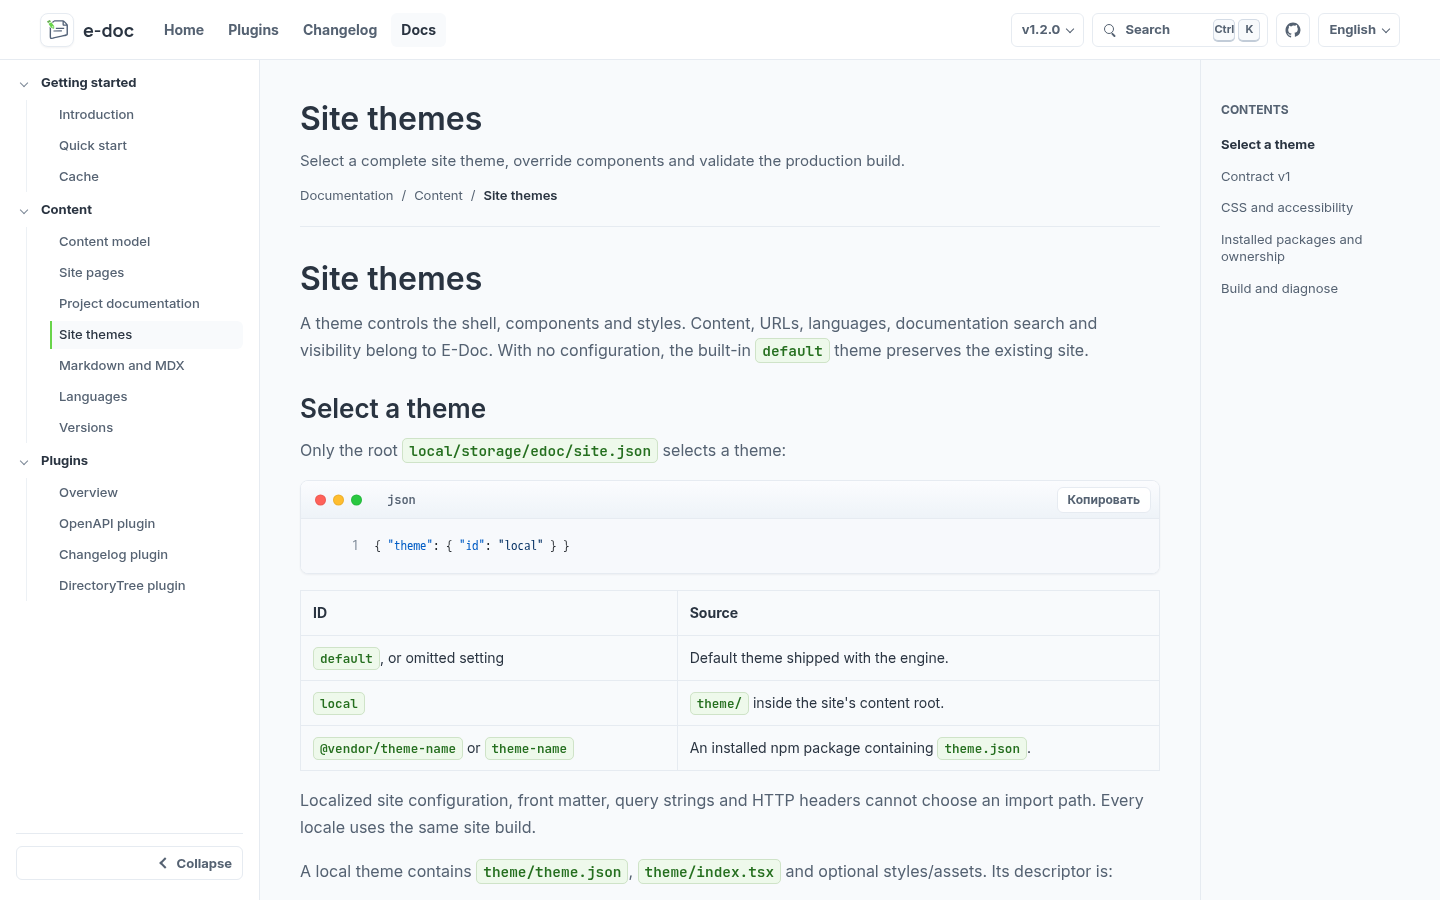 e-doc
Home
Plugins
Changelog
Docs
v1.2.0
Search
Ctrl
K
English
Getting started
Introduction
Quick start
Cache
Content
Content model
Site pages
Project documentation
Site themes
Markdown and MDX
Languages
Versions
Plugins
Overview
OpenAPI plugin
Changelog plugin
DirectoryTree plugin
Collapse
Site themes
Select a complete site theme, override components and validate the production build.
Documentation / Content / Site themes
Site themes
A theme controls the shell, components and styles. Content, URLs, languages, documentation search and
visibility belong to E-Doc. With no configuration, the built-in default theme preserves the existing site.
Select a theme
Only the root local/storage/edoc/site.json selects a theme:
json
Копировать
1 { "theme": { "id": "local" } }
ID Source
default, or omitted setting Default theme shipped with the engine.
local theme/ inside the site's content root.
@vendor/theme-name or theme-name An installed npm package containing theme.json.
Localized site configuration, front matter, query strings and HTTP headers cannot choose an import path. Every
locale uses the same site build.
A local theme contains theme/theme.json, theme/index.tsx and optional styles/assets. Its descriptor is:
CONTENTS
Select a theme
Contract v1
CSS and accessibility
Installed packages and
ownership
Build and diagnose